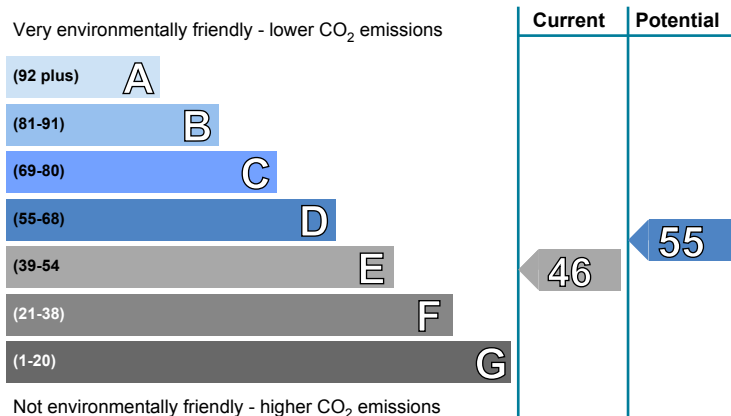 Very environmentally friendly - lower CO2 emissions
Current
Potential
(92 plus) A
(81-91) B
(69-80) C
(55-68) D
(39-54 E
(21-38) F
(1-20) G
46
55
Not environmentally friendly - higher CO2 emissions